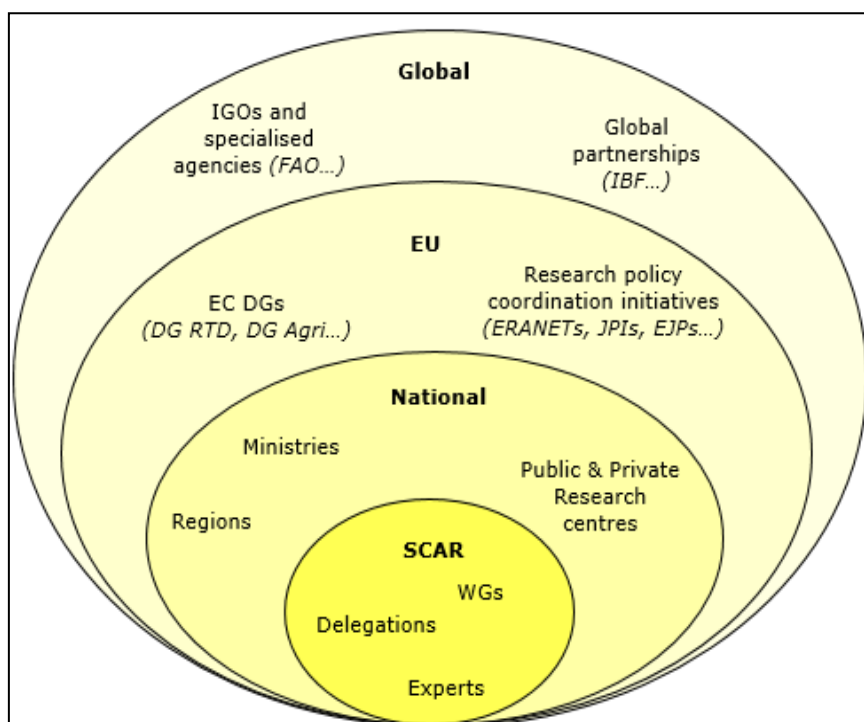 Global
IGOs and
specialised
agencies (FAO...)
Global
partnerships
(IBF...)
EU
EC DGs
(DG RTD, DG Agri...)
Research policy
coordination initiatives
(ERANETs, JPIs, EJPs...)
National
Ministries
Regions
Public & Private
Research
centres
SCAR
WGs
Delegations
Experts